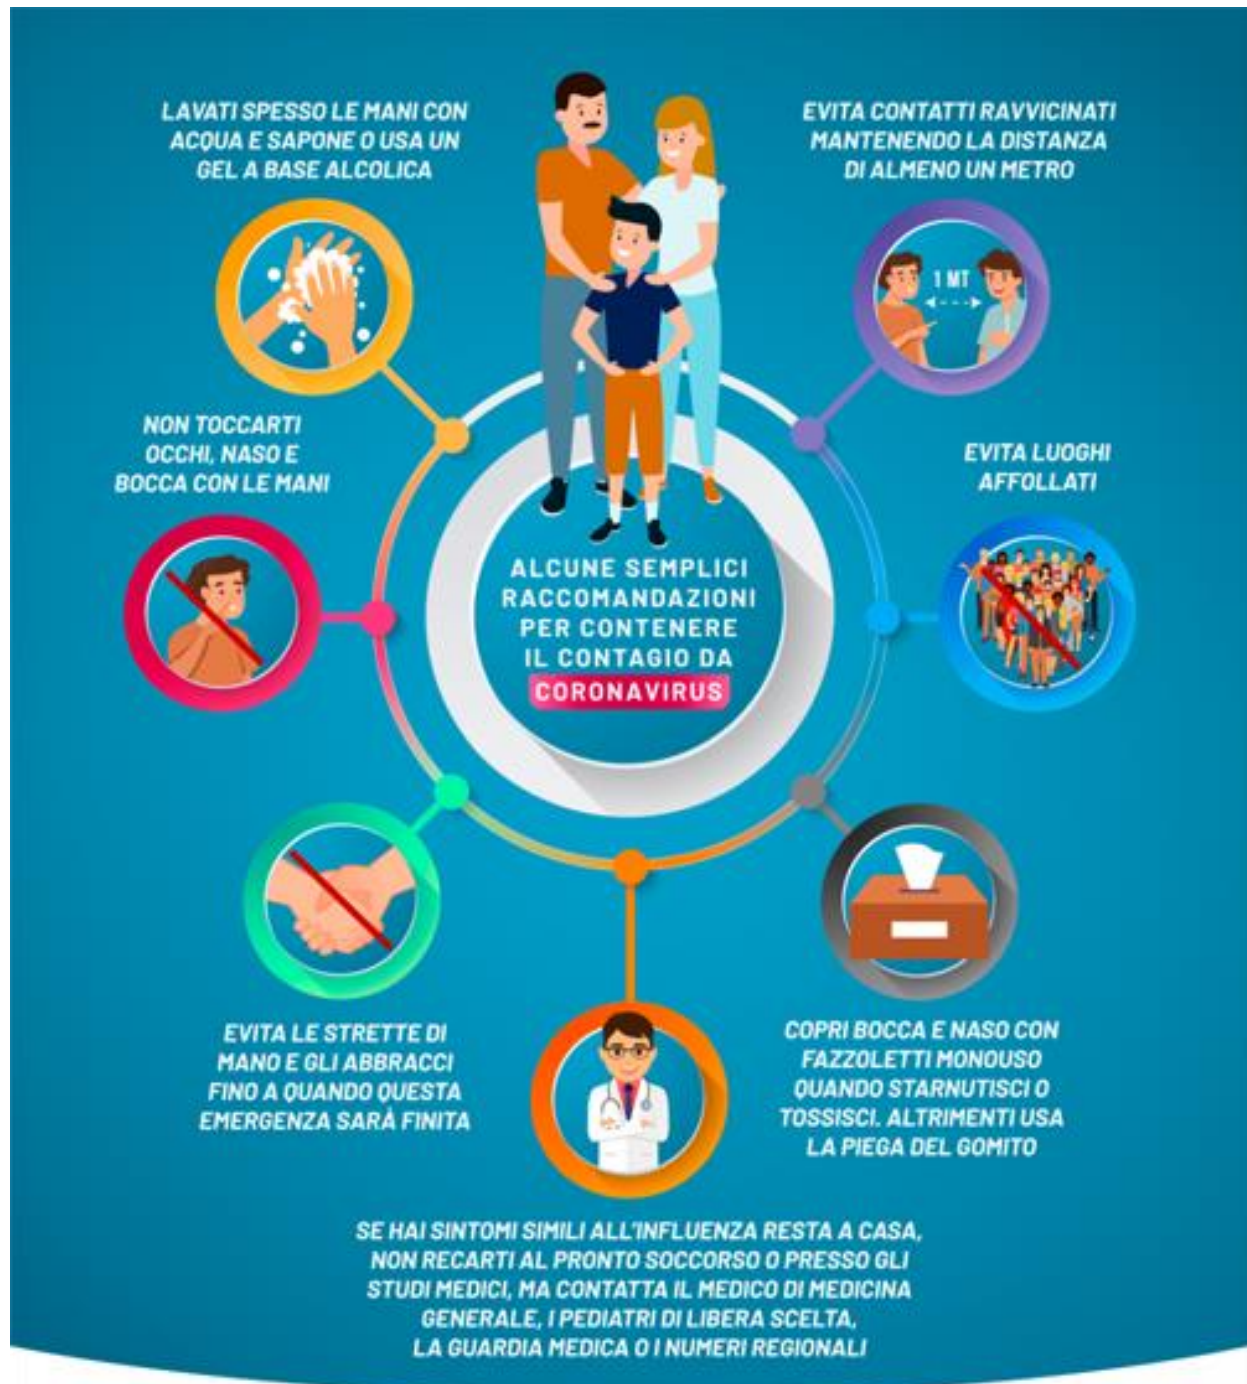 LAVATI SPESSO LE MANI CON
ACQUA E SAPONE O USA UN
GEL A BASE ALCOLICA
EVITA CONTATTI RAVVICINATI
MANTENENDO LA DISTANZA
DI ALMENO UN METRO
1 MT
NON TOCCARTI
OCCHI, NASO E
BOCCA CON LE MANI
EVITA LUOGHI
AFFOLLATI
ALCUNE SEMPLICI
RACCOMANDAZIONI
PER CONTENERE
IL CONTAGIO DA
CORONAVIRUS
EVITA LE STRETTE DI
MANO E GLI ABBRACCI
FINO A QUANDO QUESTA
EMERGENZA SARÀ FINITA
COPRI BOCCA E NASO CON
FAZZOLETTI MONOUSO
QUANDO STARNUTISCI O
TOSSISCI. ALTRIMENTI USA
LA PIEGA DEL GOMITO
SE HAI SINTOMI SIMILI ALL'INFLUENZA RESTA A CASA,
NON RECARTI AL PRONTO SOCCORSO O PRESSO GLI
STUDI MEDICI, MA CONTATTA IL MEDICO DI MEDICINA
GENERALE, I PEDIATRI DI LIBERA SCELTA,
LA GUARDIA MEDICA O I NUMERI REGIONALI